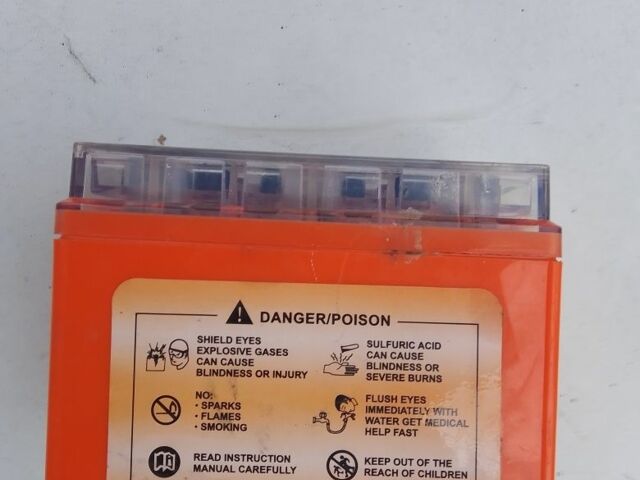 DANGER/POISON
SHIELD EYES
EXPLOSIVE GASES
CAN CAUSE
BLINDNESS OR INJURY
SULFURIC ACID
CAN CAUSE
BLINDNESS OR
SEVERE BURNS
NO:
· SPARKS
· FLAMES
· SMOKING
FLUSH EYES
IMMEDIATELY WITH
WATER GET MEDICAL
HELP FAST
READ INSTRUCTION
MANUAL CAREFULLY
KEEP OUT OF THE
REACH OF CHILDREN